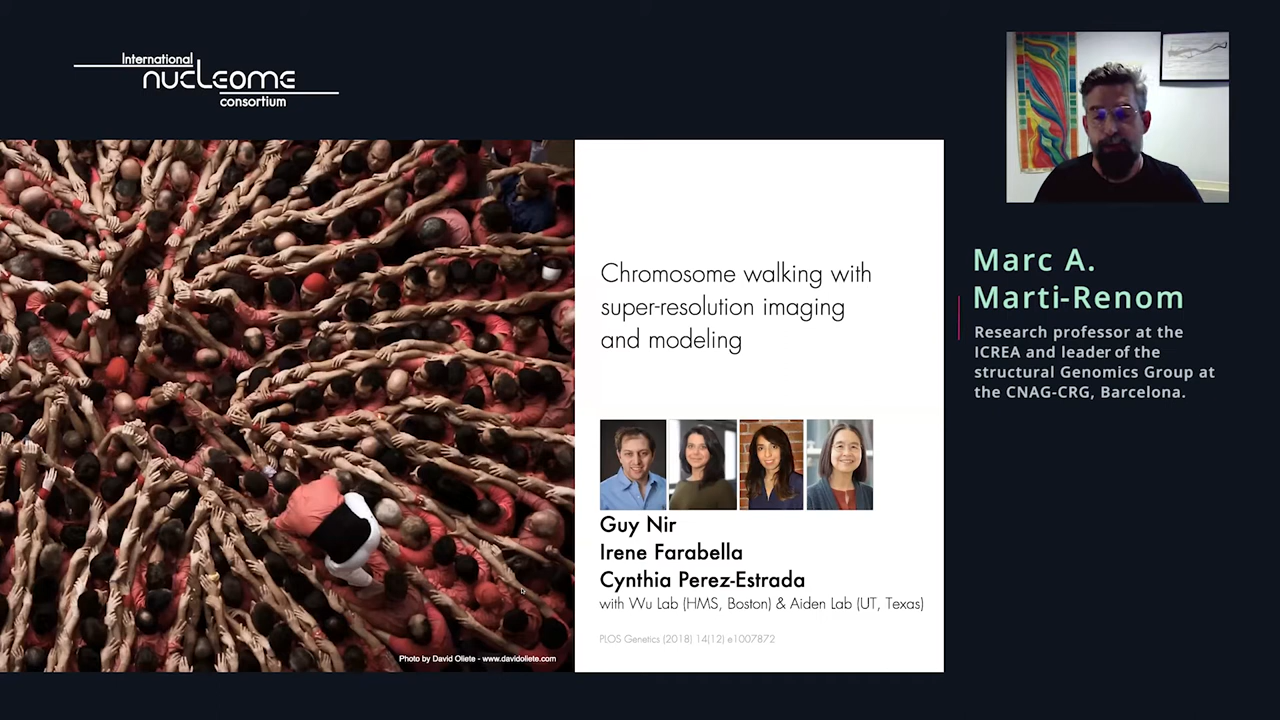 International
nucleome
consortium
Chromosome walking with
super-resolution imaging
and modeling
Guy Nir
Irene Farabella
Cynthia Perez-Estrada
with Wu Lab (HMS, Boston) & Aiden Lab (UT, Texas)
PLOS Genetics (2018) 14(12) e1007872
Photo by David Oliete - www.davidoliete.com
Marc A.
Marti-Renom
Research professor at the
ICREA and leader of the
structural Genomics Group at
the CNAG-CRG, Barcelona.